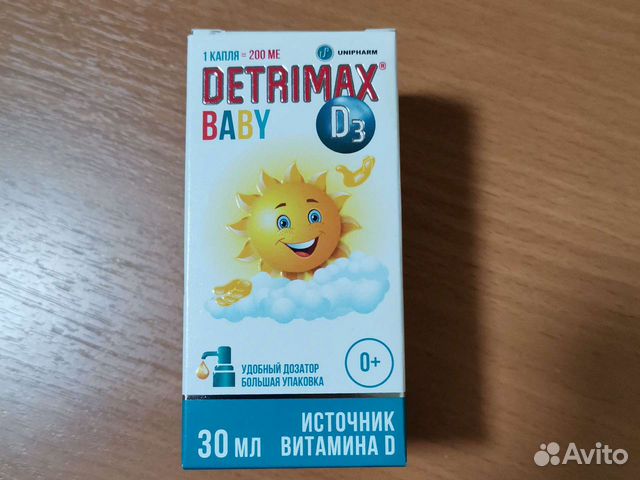 1 КАПЛЯ = 200 МЕ
UNIPHARM
DETRIMAX®
BABY
D3
УДОБНЫЙ ДОЗАТОР
БОЛЬШАЯ УПАКОВКА
0+
30 МЛ
ИСТОЧНИК
ВИТАМИНА D
Avito